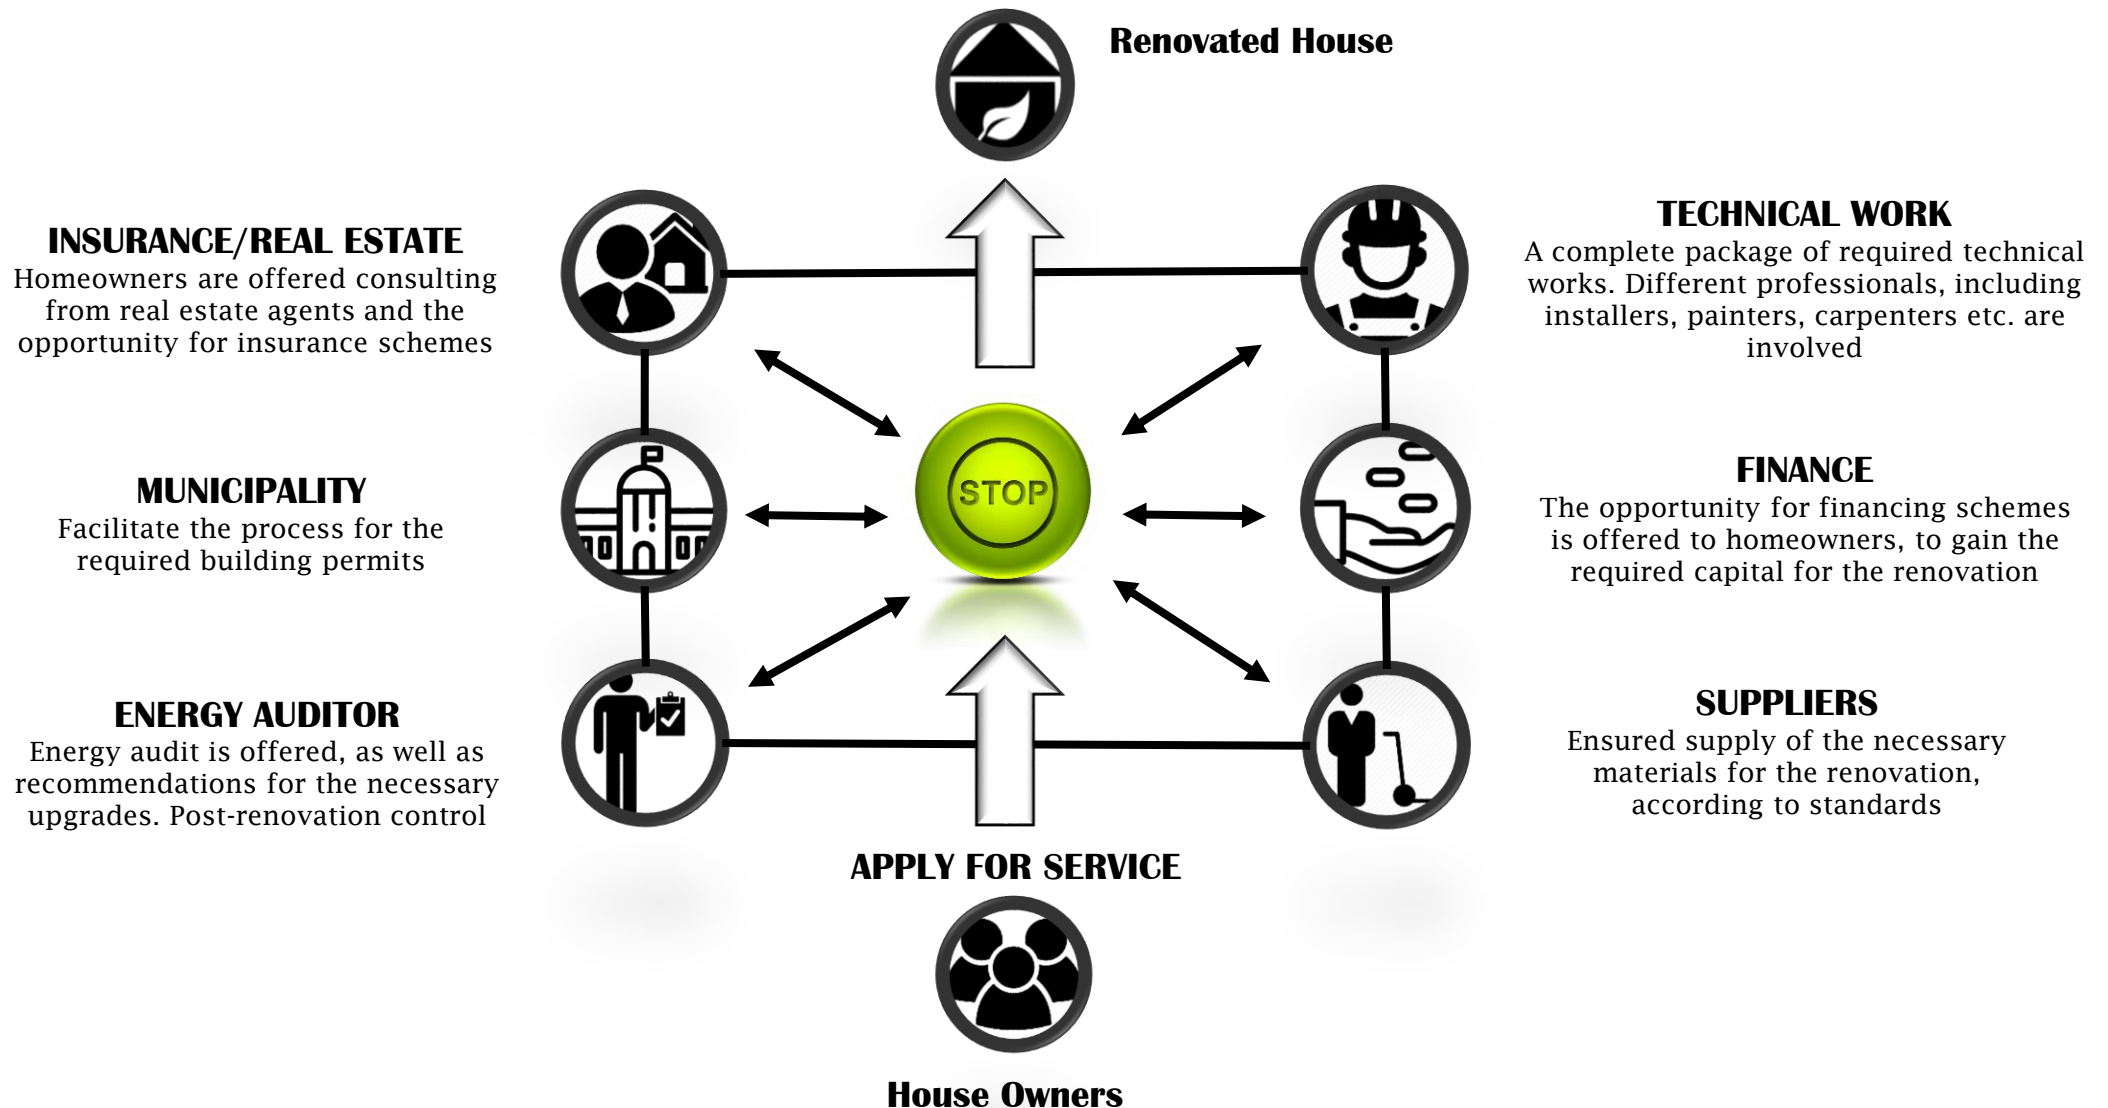 Renovated House
INSURANCE/REAL ESTATE
Homeowners are offered consulting
from real estate agents and the
opportunity for insurance schemes
TECHNICAL WORK
A complete package of required technical
works. Different professionals, including
installers, painters, carpenters etc. are
involved
MUNICIPALITY
Facilitate the process for the
required building permits
STOP
FINANCE
The opportunity for financing schemes
is offered to homeowners, to gain the
required capital for the renovation
ENERGY AUDITOR
Energy audit is offered, as well as
recommendations for the necessary
upgrades. Post-renovation control
SUPPLIERS
Ensured supply of the necessary
materials for the renovation,
according to standards
APPLY FOR SERVICE
House Owners